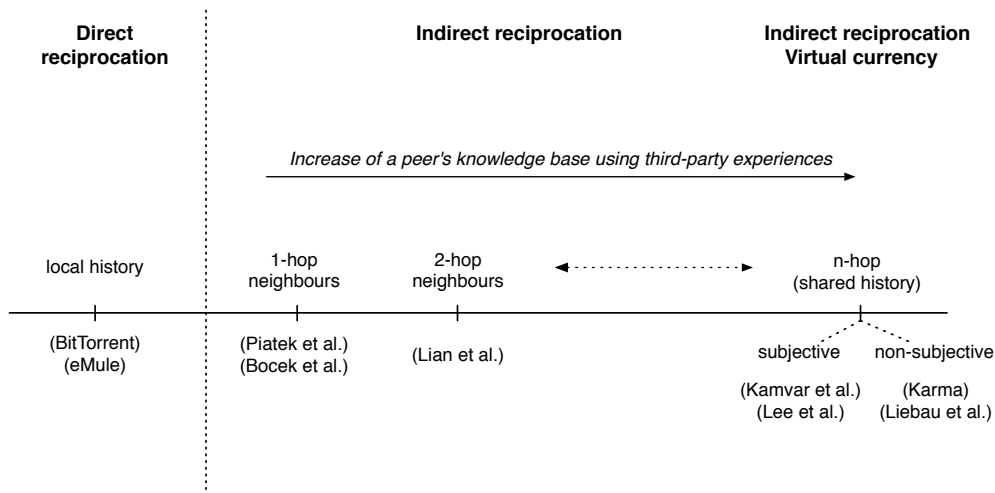 Direct
reciprocation
Indirect reciprocation
Indirect reciprocation
Virtual currency
Increase of a peer's knowledge base using third-party experiences
local history
1-hop
neighbours
2-hop
neighbours
n-hop
(shared history)
(BitTorrent)
(eMule)
(Piatek et al.)
(Bocek et al.)
(Lian et al.)
subjective
non-subjective
(Kamvar et al.)
(Lee et al.)
(Karma)
(Liebau et al.)